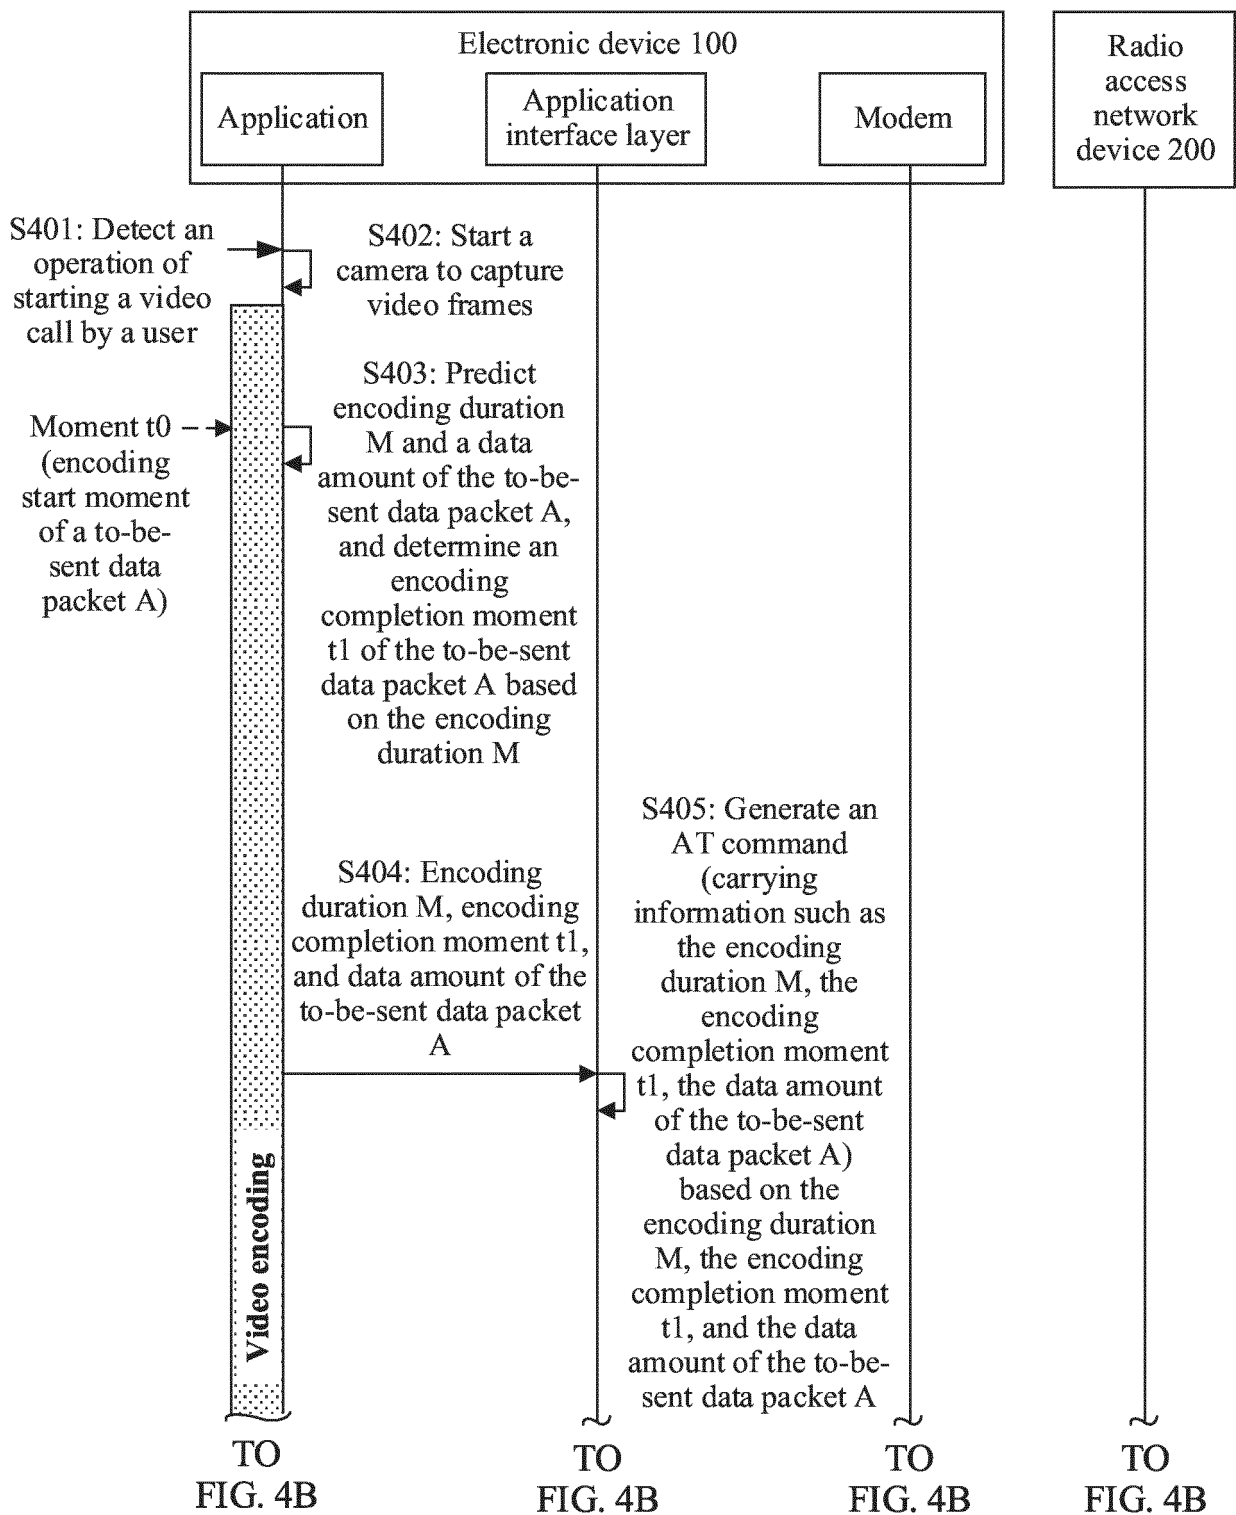 Electronic device 100
Application
Application
interface layer
Modem
Radio
access
network
device 200
S401: Detect an
operation of
starting a video
call by a user
S402: Start a
camera to capture
video frames
Moment t0
(encoding
start moment
of a to-be-
sent data
packet A)
S403: Predict
encoding duration
M and a data
amount of the to-be-
sent data packet A,
and determine an
encoding
completion moment
t1 of the to-be-sent
data packet A based
on the encoding
duration M
S404: Encoding
duration M, encoding
completion moment t1,
and data amount of the
to-be-sent data packet
A
S405: Generate an
AT command
(carrying
information such as
the encoding
duration M, the
encoding
completion moment
t1, the data amount
of the to-be-sent
data packet A)
based on the
encoding duration
M, the encoding
completion moment
t1, and the data
amount of the to-be-
sent data packet A
Video encoding
TO
FIG. 4B
TO
FIG. 4B
TO
FIG. 4B
TO
FIG. 4B